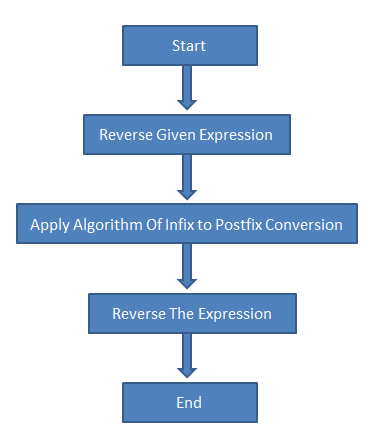 Start
Reverse Given Expression
Apply Algorithm Of Infix to Postfix Conversion
Reverse The Expression
End